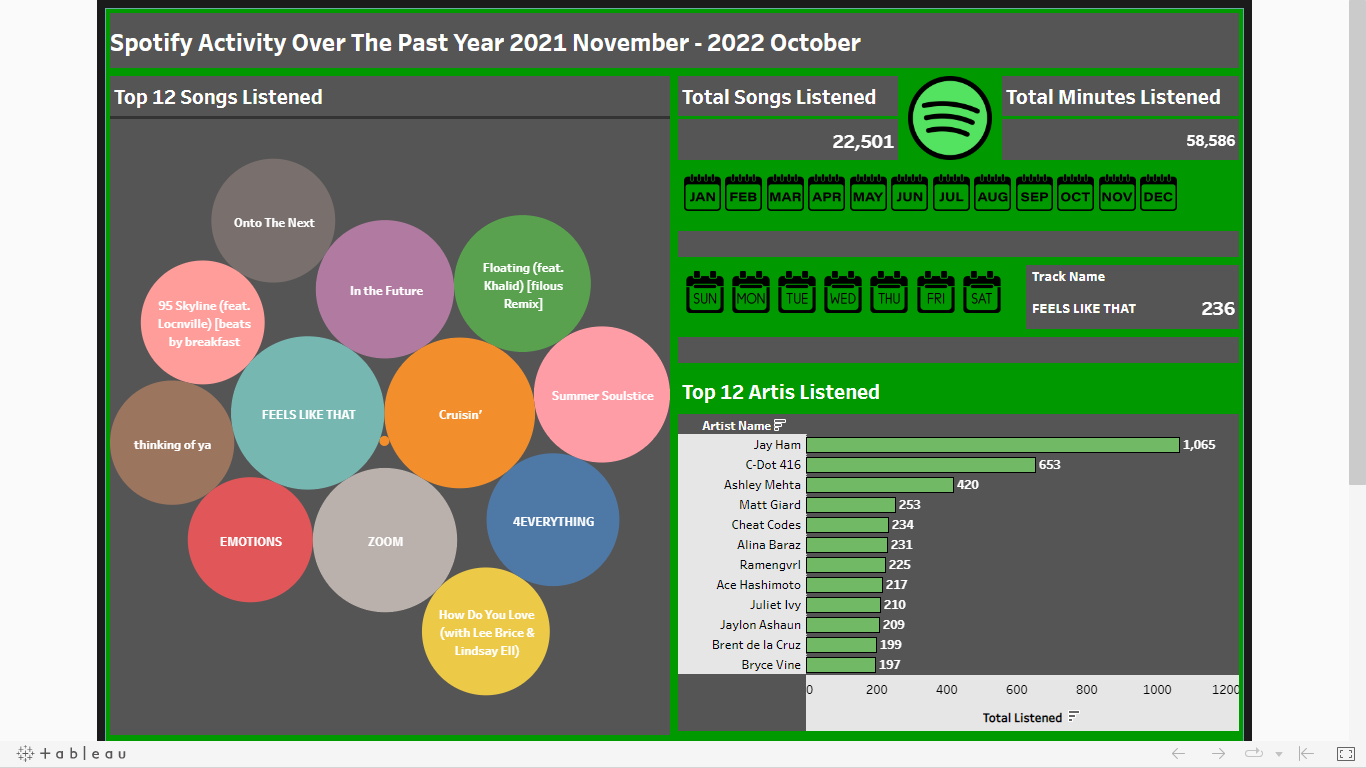 Spotify Activity Over The Past Year 2021 November - 2022 October
Top 12 Songs Listened
Onto The Next
In the Future
Floating (feat.
Khalid) [filous
Remix]
95 Skyline (feat.
Locnville) [beats
by breakfast
FEELS LIKE THAT
Cruisin’
Summer Soulstice
thinking of ya
EMOTIONS
ZOOM
4EVERYTHING
How Do You Love
(with Lee Brice &
Lindsay Ell)
Total Songs Listened
22,501
Total Minutes Listened
58,586
JAN FEB MAR APR MAY JUN JUL AUG SEP OCT NOV DEC
SUN MON TUE WED THU FRI SAT
Track Name
FEELS LIKE THAT 236
Top 12 Artis Listened
Artist Name
Jay Ham 1,065
C-Dot 416 653
Ashley Mehta 420
Matt Giard 253
Cheat Codes 234
Alina Baraz 231
Ramengvrl 225
Ace Hashimoto 217
Juliet Ivy 210
Jaylon Ashaun 209
Brent de la Cruz 199
Bryce Vine 197
0 200 400 600 800 1000 1200
Total Listened
+ a b | e a u